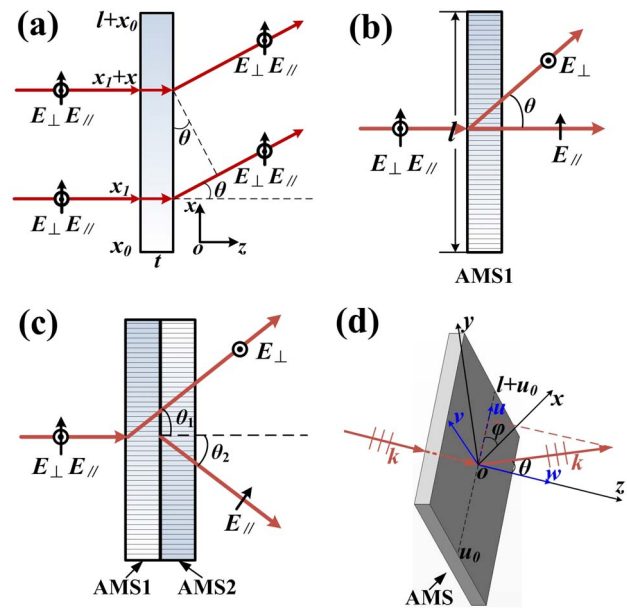 (a)
l+x₀
x₁+x
E⊥ E∥
E⊥ E∥
θ
x₁
θ
E⊥ E∥
E⊥ E∥
x
x₀
t
o
z
(b)
l
θ
E⊥
E⊥ E∥
E∥
AMS1
(c)
E⊥
θ₁
E⊥ E∥
θ₂
E∥
AMS1
AMS2
(d)
y
l+u₀
x
v
u
φ
k
o
θ
k
w
z
u₀
AMS